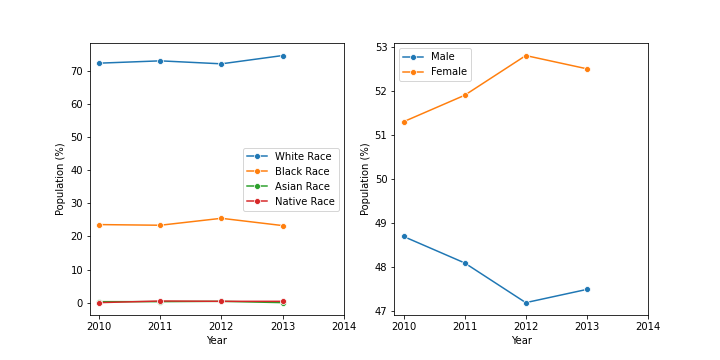 70
60
50
40
30
20
10
0
Population (%)
2010 2011 2012 2013 2014
Year
White Race
Black Race
Asian Race
Native Race
53
52
51
50
49
48
47
Population (%)
2010 2011 2012 2013 2014
Year
Male
Female